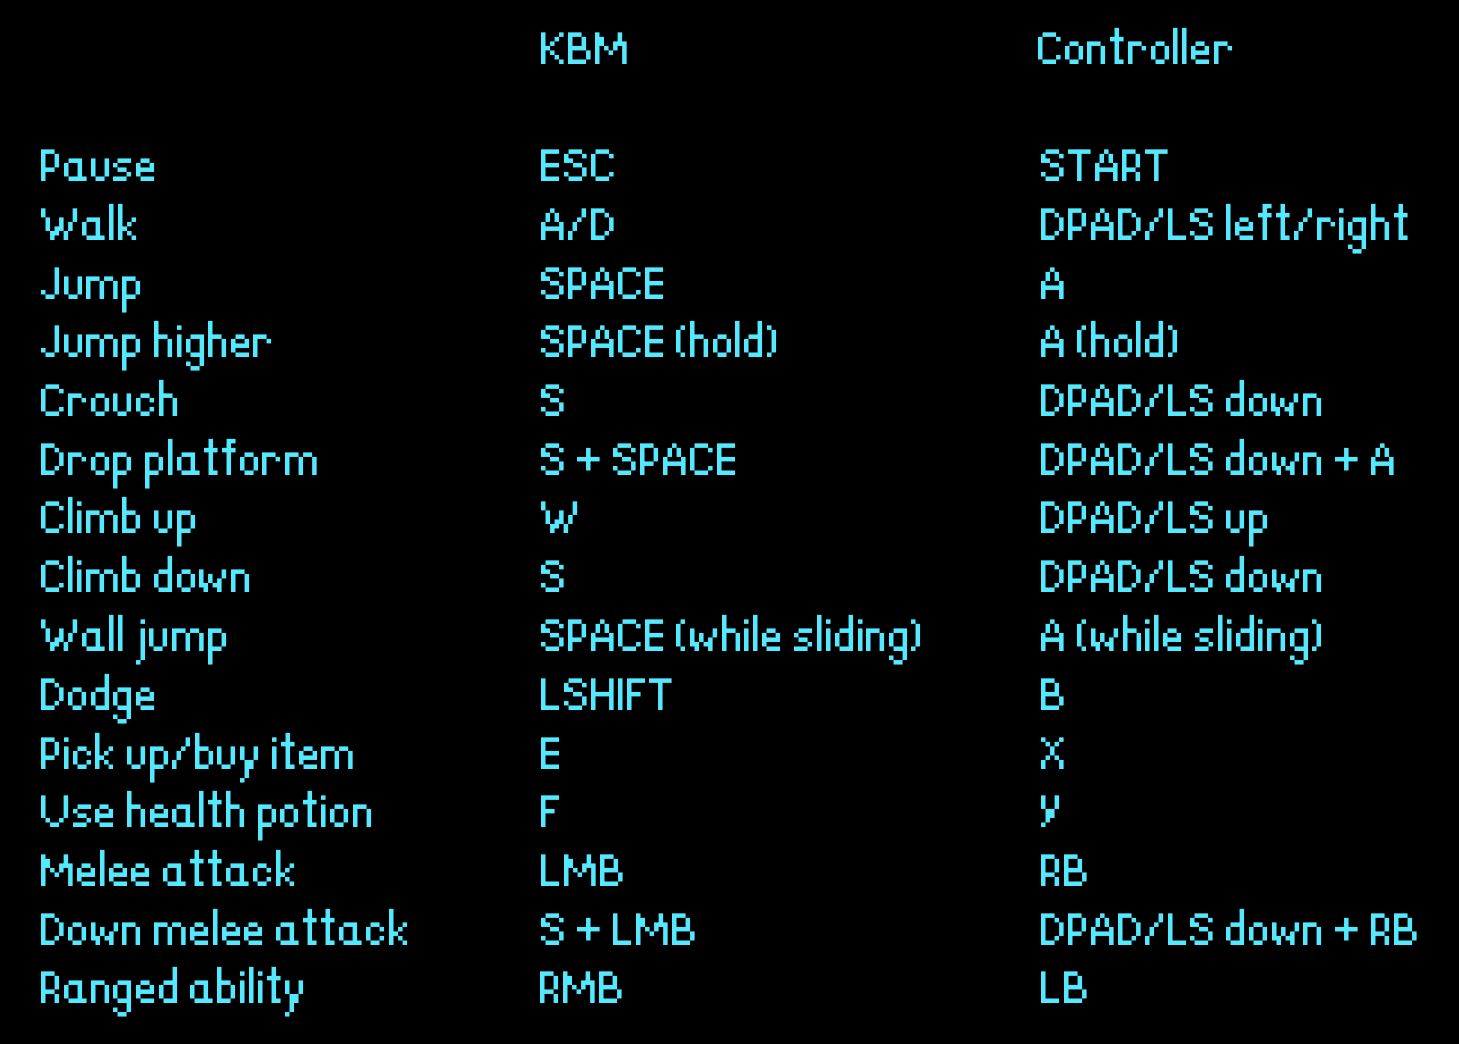 KBM Controller
Pause ESC START
Walk A/D DPAD/LS left/right
Jump SPACE A
Jump higher SPACE (hold) A (hold)
Crouch S DPAD/LS down
Drop platform S + SPACE DPAD/LS down + A
Climb up W DPAD/LS up
Climb down S DPAD/LS down
Wall jump SPACE (while sliding) A (while sliding)
Dodge LSHIFT B
Pick up/buy item E X
Use health potion F Y
Melee attack LMB RB
Down melee attack S + LMB DPAD/LS down + RB
Ranged ability RMB LB